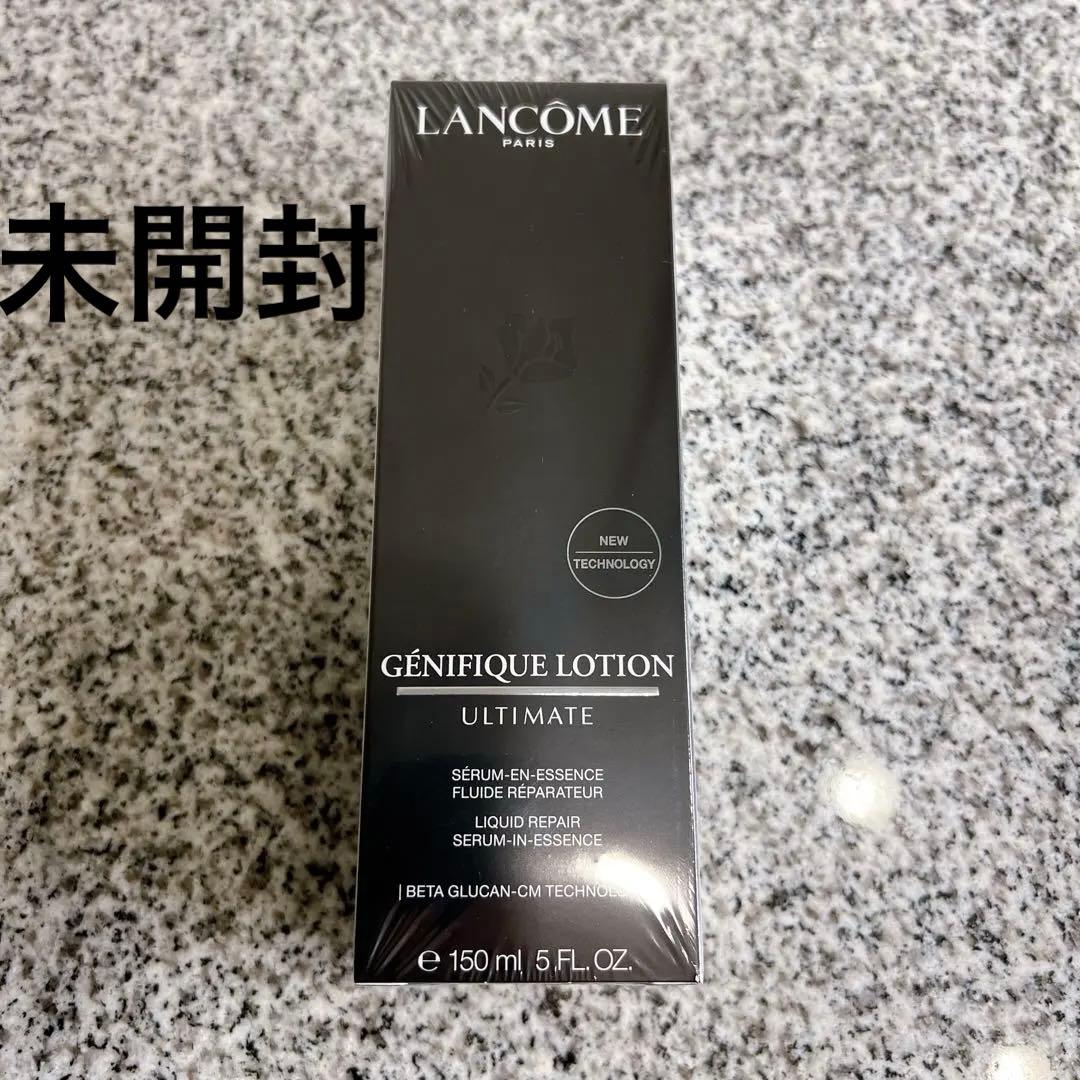 LANCÔME
PARIS
未開封
NEW
TECHNOLOGY
GÉNIFIQUE LOTION
ULTIMATE
SÉRUM-EN-ESSENCE
FLUIDE RÉPARATEUR
LIQUID REPAIR
SERUM-IN-ESSENCE
| BETA GLUCAN-CM
e 150 ml 5 FL. OZ.